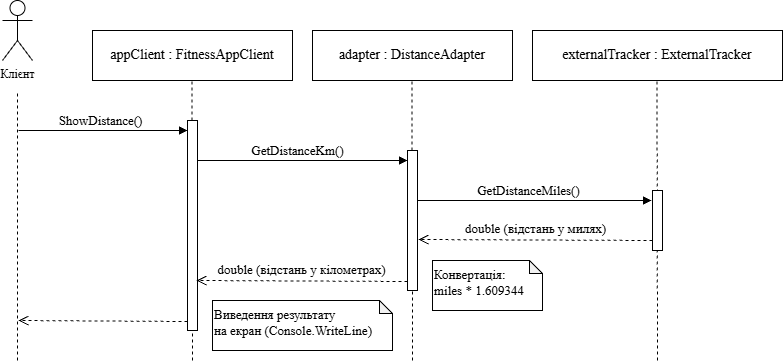 Клієнт
appClient : FitnessAppClient
adapter : DistanceAdapter
externalTracker : ExternalTracker
ShowDistance()
GetDistanceKm()
GetDistanceMiles()
double (відстань у милях)
double (відстань у кілометрах)
Конвертація:
miles * 1.609344
Виведення результату
на екран (Console.WriteLine)